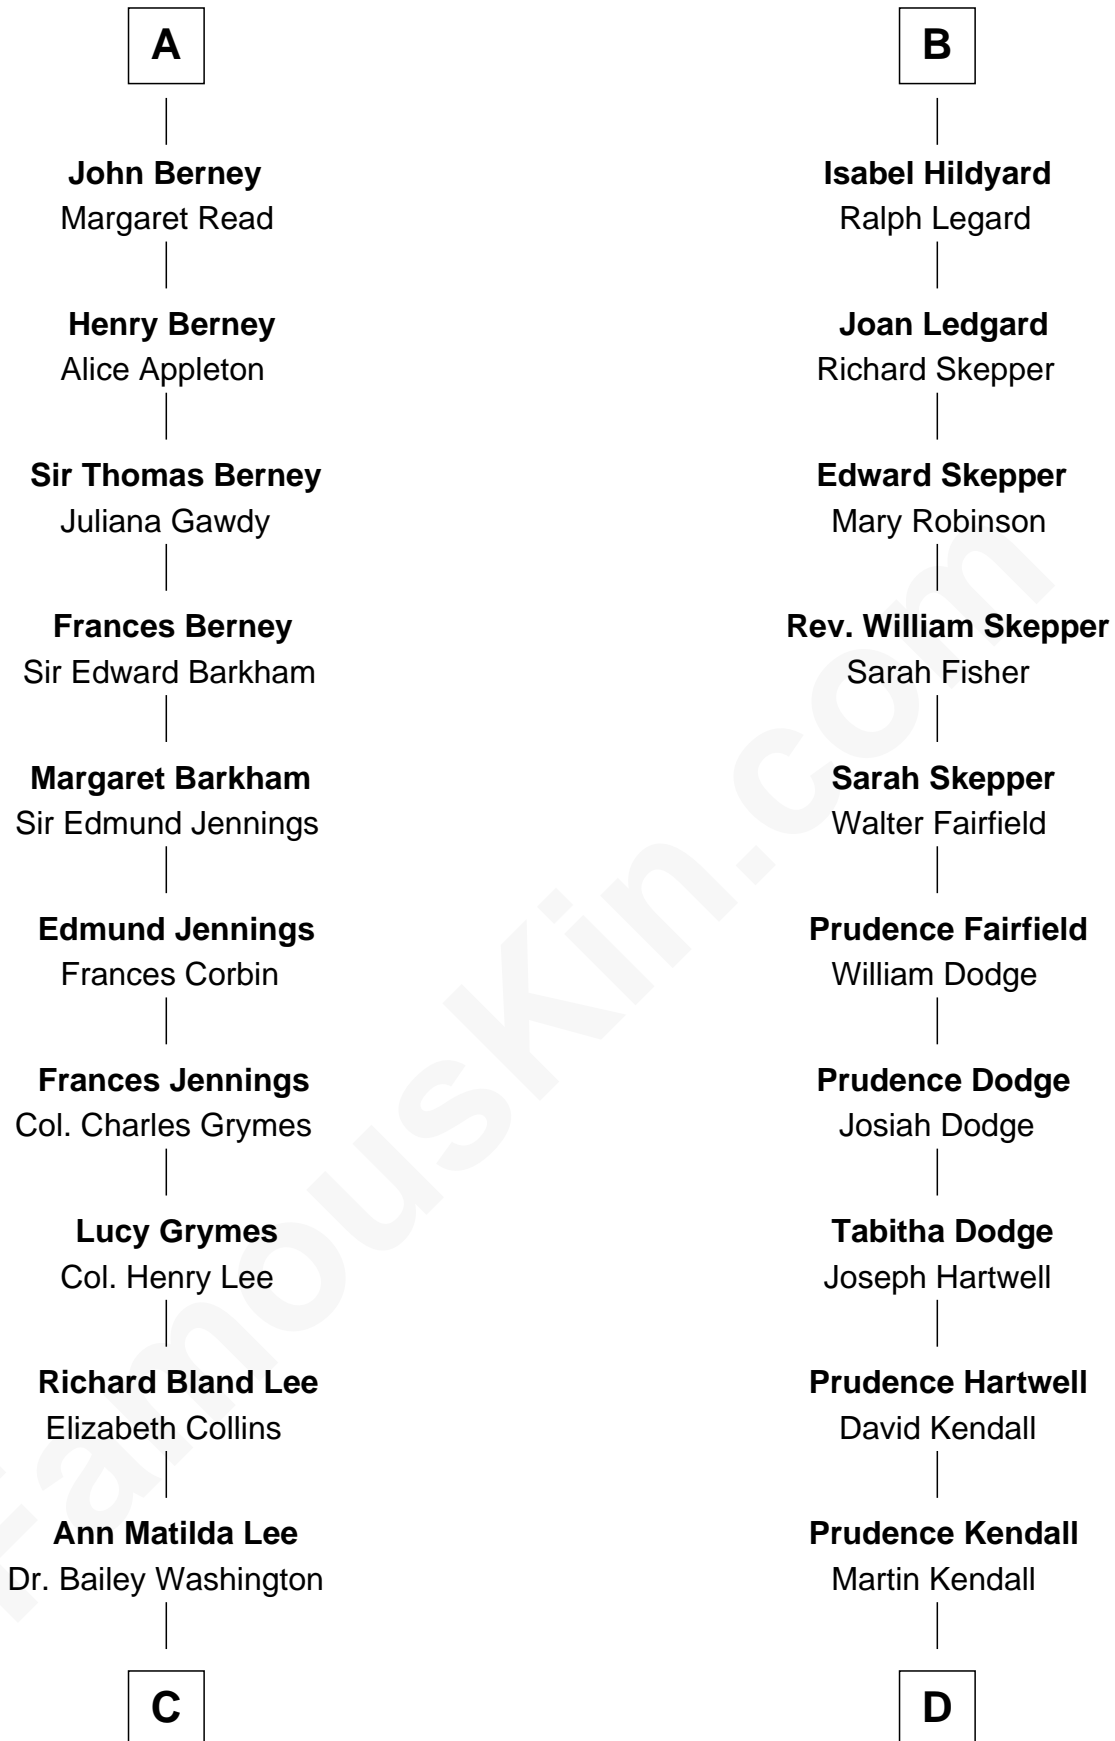 A
John Berney
Margaret Read
Henry Berney
Alice Appleton
Sir Thomas Berney
Juliana Gawdy
Frances Berney
Sir Edward Barkham
Margaret Barkham
Sir Edmund Jennings
Edmund Jennings
Frances Corbin
Frances Jennings
Col. Charles Grymes
Lucy Grymes
Col. Henry Lee
Richard Bland Lee
Elizabeth Collins
Ann Matilda Lee
Dr. Bailey Washington
C
B
Isabel Hildyard
Ralph Legard
Joan Ledgard
Richard Skepper
Edward Skepper
Mary Robinson
Rev. William Skepper
Sarah Fisher
Sarah Skepper
Walter Fairfield
Prudence Fairfield
William Dodge
Prudence Dodge
Josiah Dodge
Tabitha Dodge
Joseph Hartwell
Prudence Hartwell
David Kendall
Prudence Kendall
Martin Kendall
D
FamousKin.com